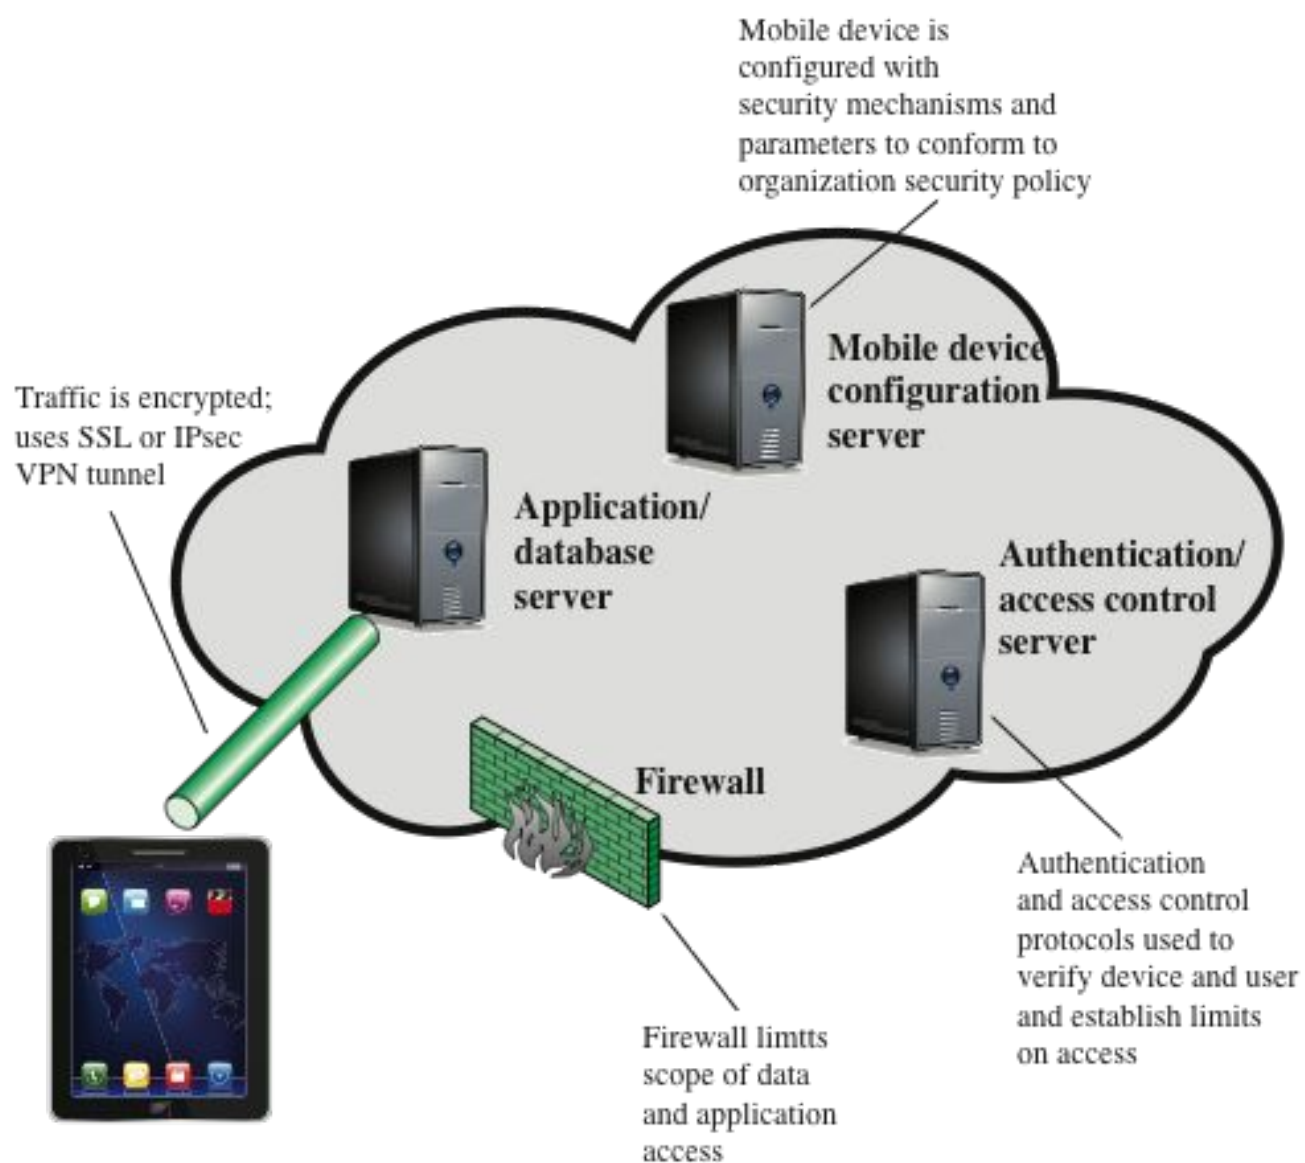 Mobile device is
configured with
security mechanisms and
parameters to conform to
organization security policy
Mobile device
configuration
server
Traffic is encrypted;
uses SSL or IPsec
VPN tunnel
Application/
database
server
Authentication/
access control
server
Firewall
Authentication
and access control
protocols used to
verify device and user
and establish limits
on access
Firewall limtts
scope of data
and application
access